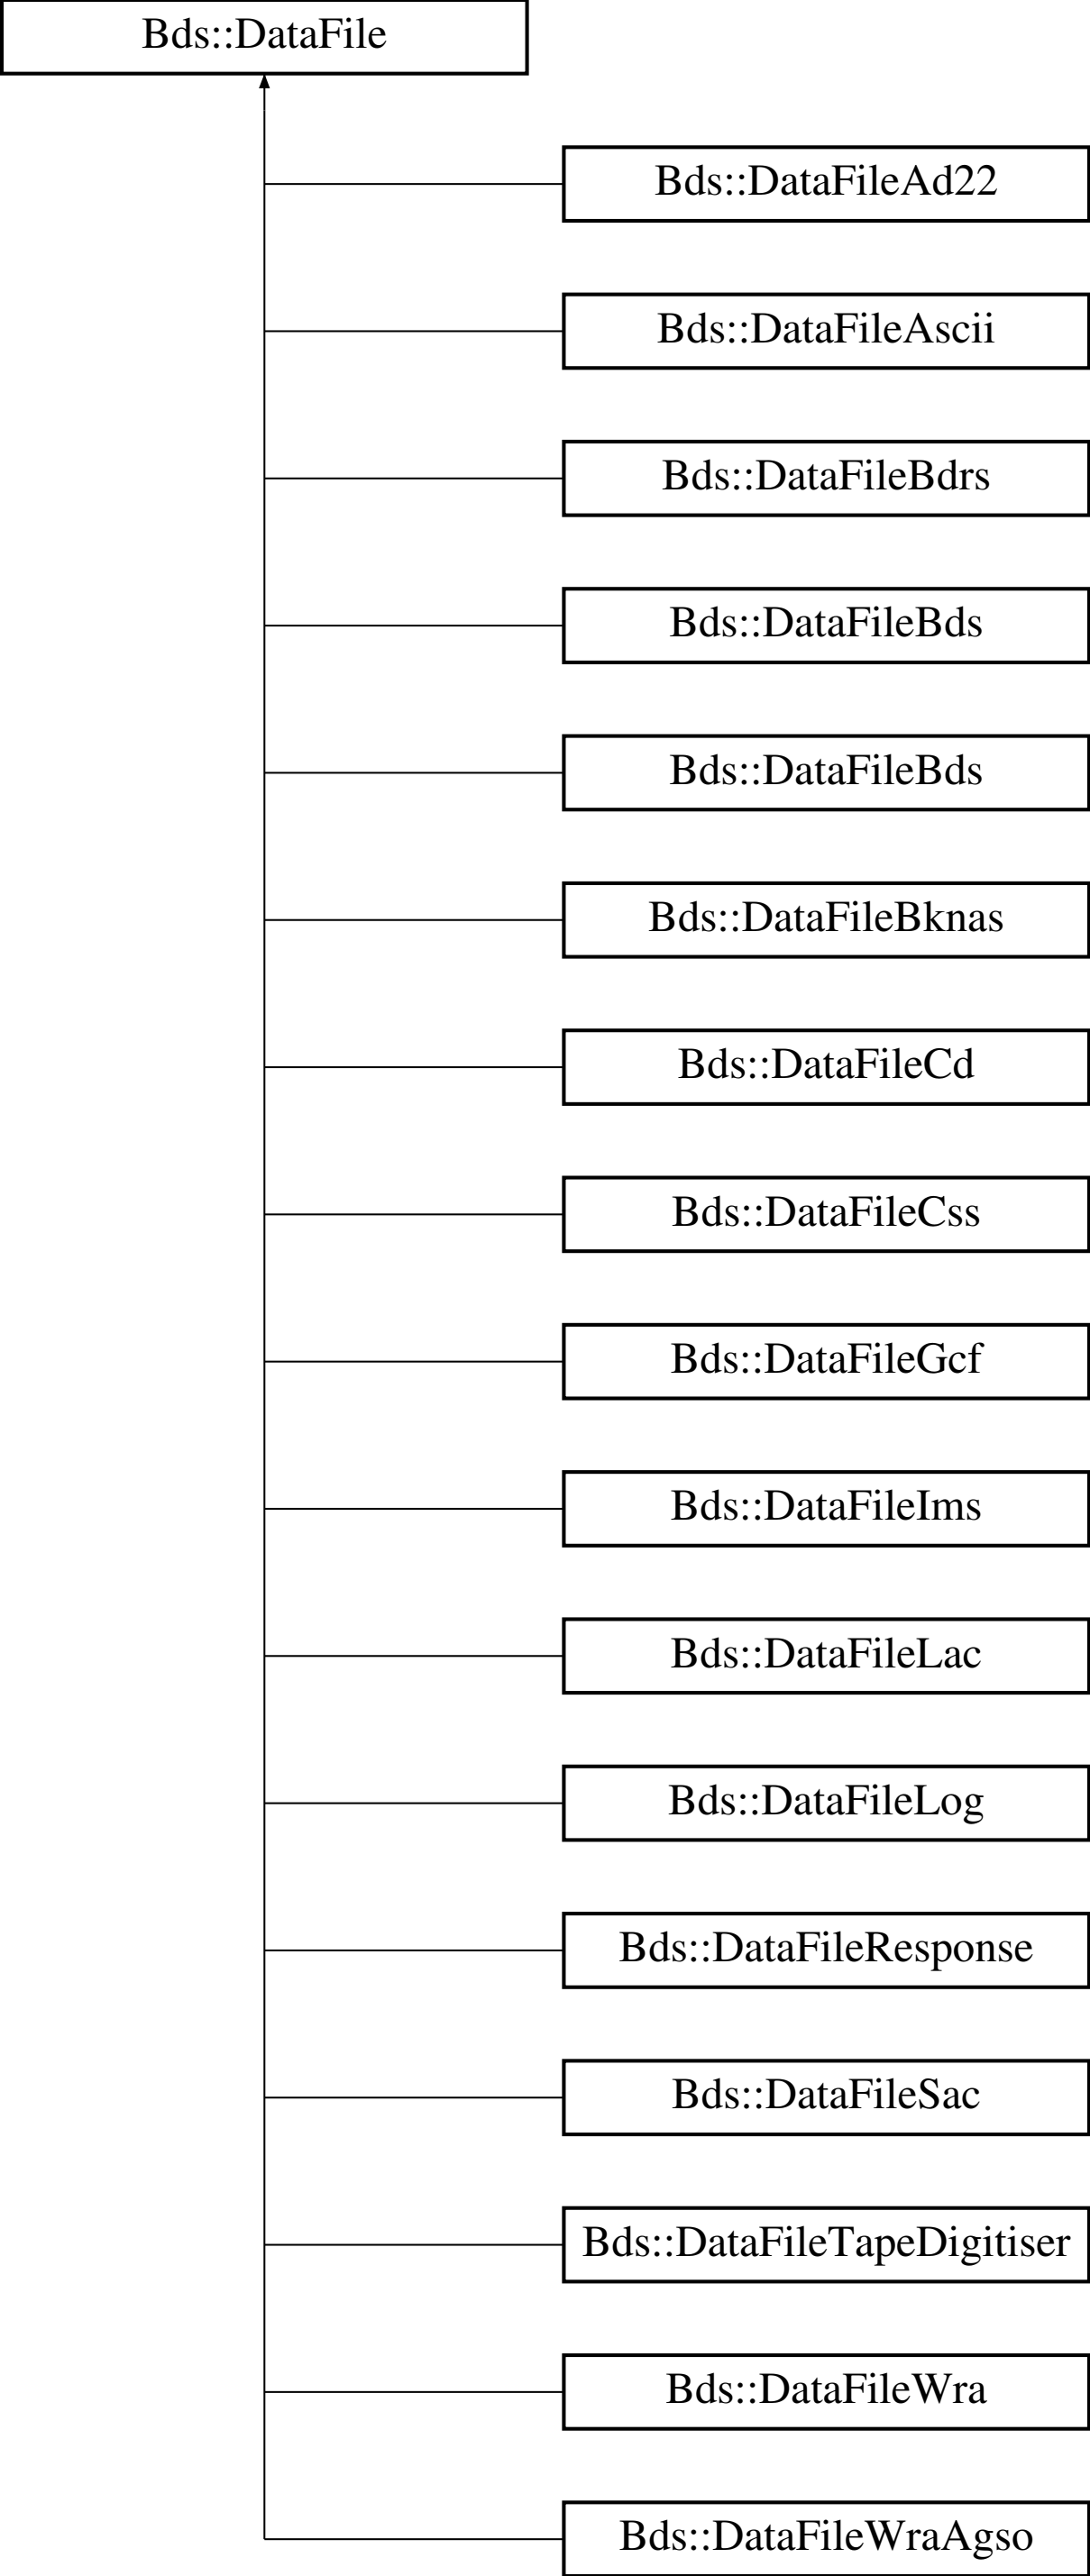 Bds::DataFile
Bds::DataFileAd22
Bds::DataFileAscii
Bds::DataFileBdrs
Bds::DataFileBds
Bds::DataFileBds
Bds::DataFileBknas
Bds::DataFileCd
Bds::DataFileCss
Bds::DataFileGcf
Bds::DataFileIms
Bds::DataFileLac
Bds::DataFileLog
Bds::DataFileResponse
Bds::DataFileSac
Bds::DataFileTapeDigitiser
Bds::DataFileWra
Bds::DataFileWraAgso